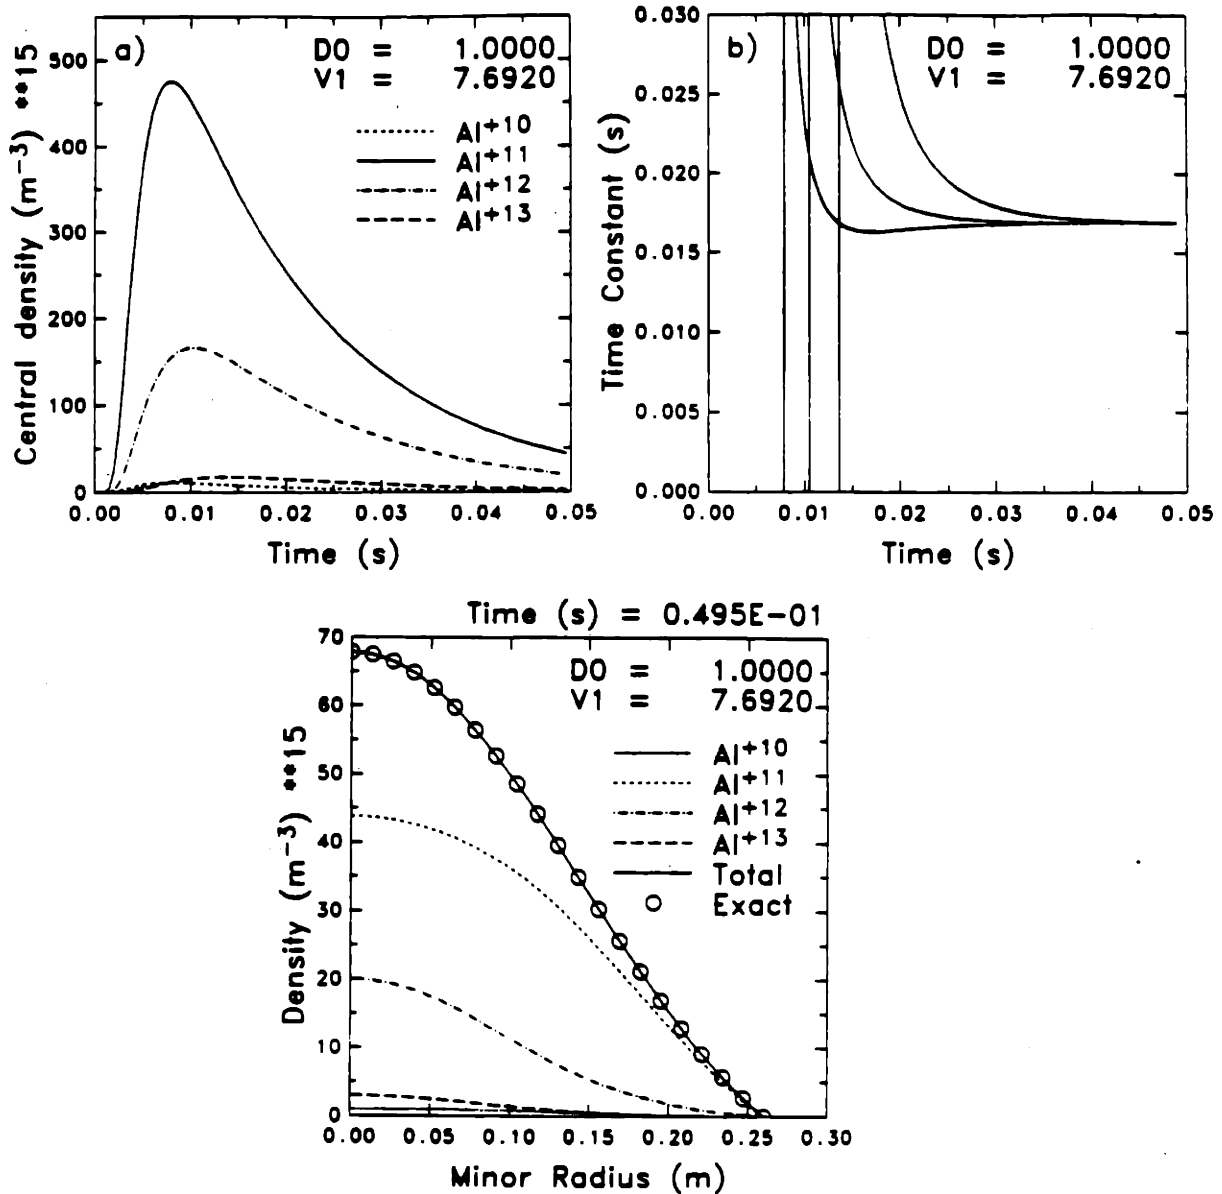 a)
D0 = 1.0000
V1 = 7.6920
Al+10
Al+11
Al+12
Al+13
Central density (m−3) **15
500
450
300
200
100
0
0.00 0.01 0.02 0.03 0.04 0.05
Time (s)
b)
D0 = 1.0000
V1 = 7.6920
Time Constant (s)
0.030
0.025
0.020
0.015
0.010
0.005
0.000
0.00 0.01 0.02 0.03 0.04 0.05
Time (s)
Time (s) = 0.495E−01
D0 = 1.0000
V1 = 7.6920
Al+10
Al+11
Al+12
Al+13
Total
Exact
Density (m−3) **15
70
60
50
40
30
20
10
0
0.00 0.05 0.10 0.15 0.20 0.25 0.30
Minor Radius (m)